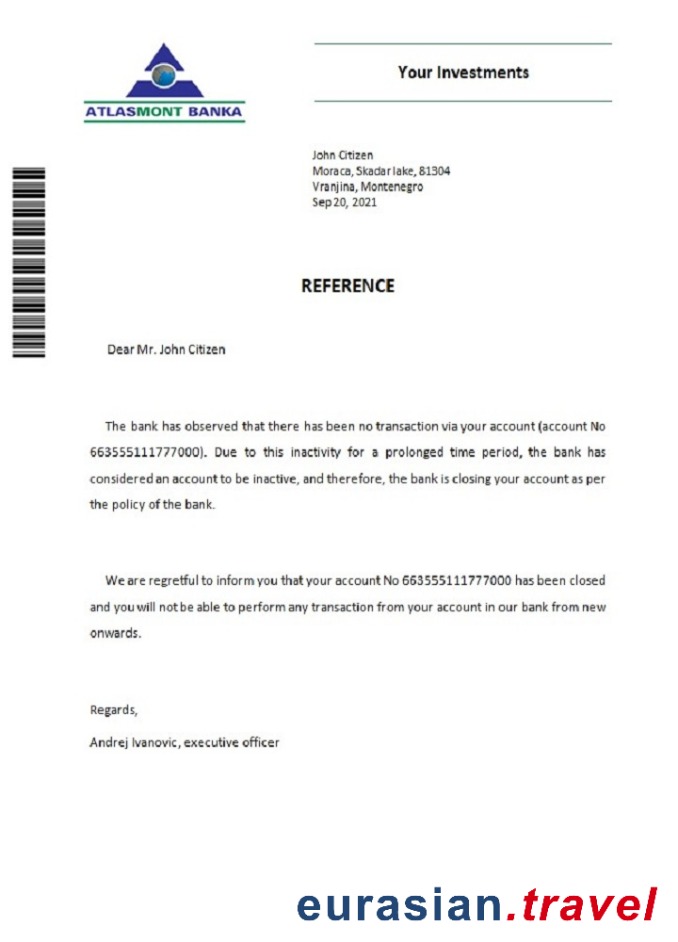 ATLASMONT BANKA
Your Investments
John Citizen
Moraca, Skadar lake, 81304
Vranjina, Montenegro
Sep 20, 2021
REFERENCE
Dear Mr. John Citizen
The bank has observed that there has been no transaction via your account (account No
663555111777000). Due to this inactivity for a prolonged time period, the bank has
considered an account to be inactive, and therefore, the bank is closing your account as per
the policy of the bank.
We are regretful to inform you that your account No 663555111777000 has been closed
and you will not be able to perform any transaction from your account in our bank from new
onwards.
Regards,
Andrej Ivanovic, executive officer
eurasian.travel